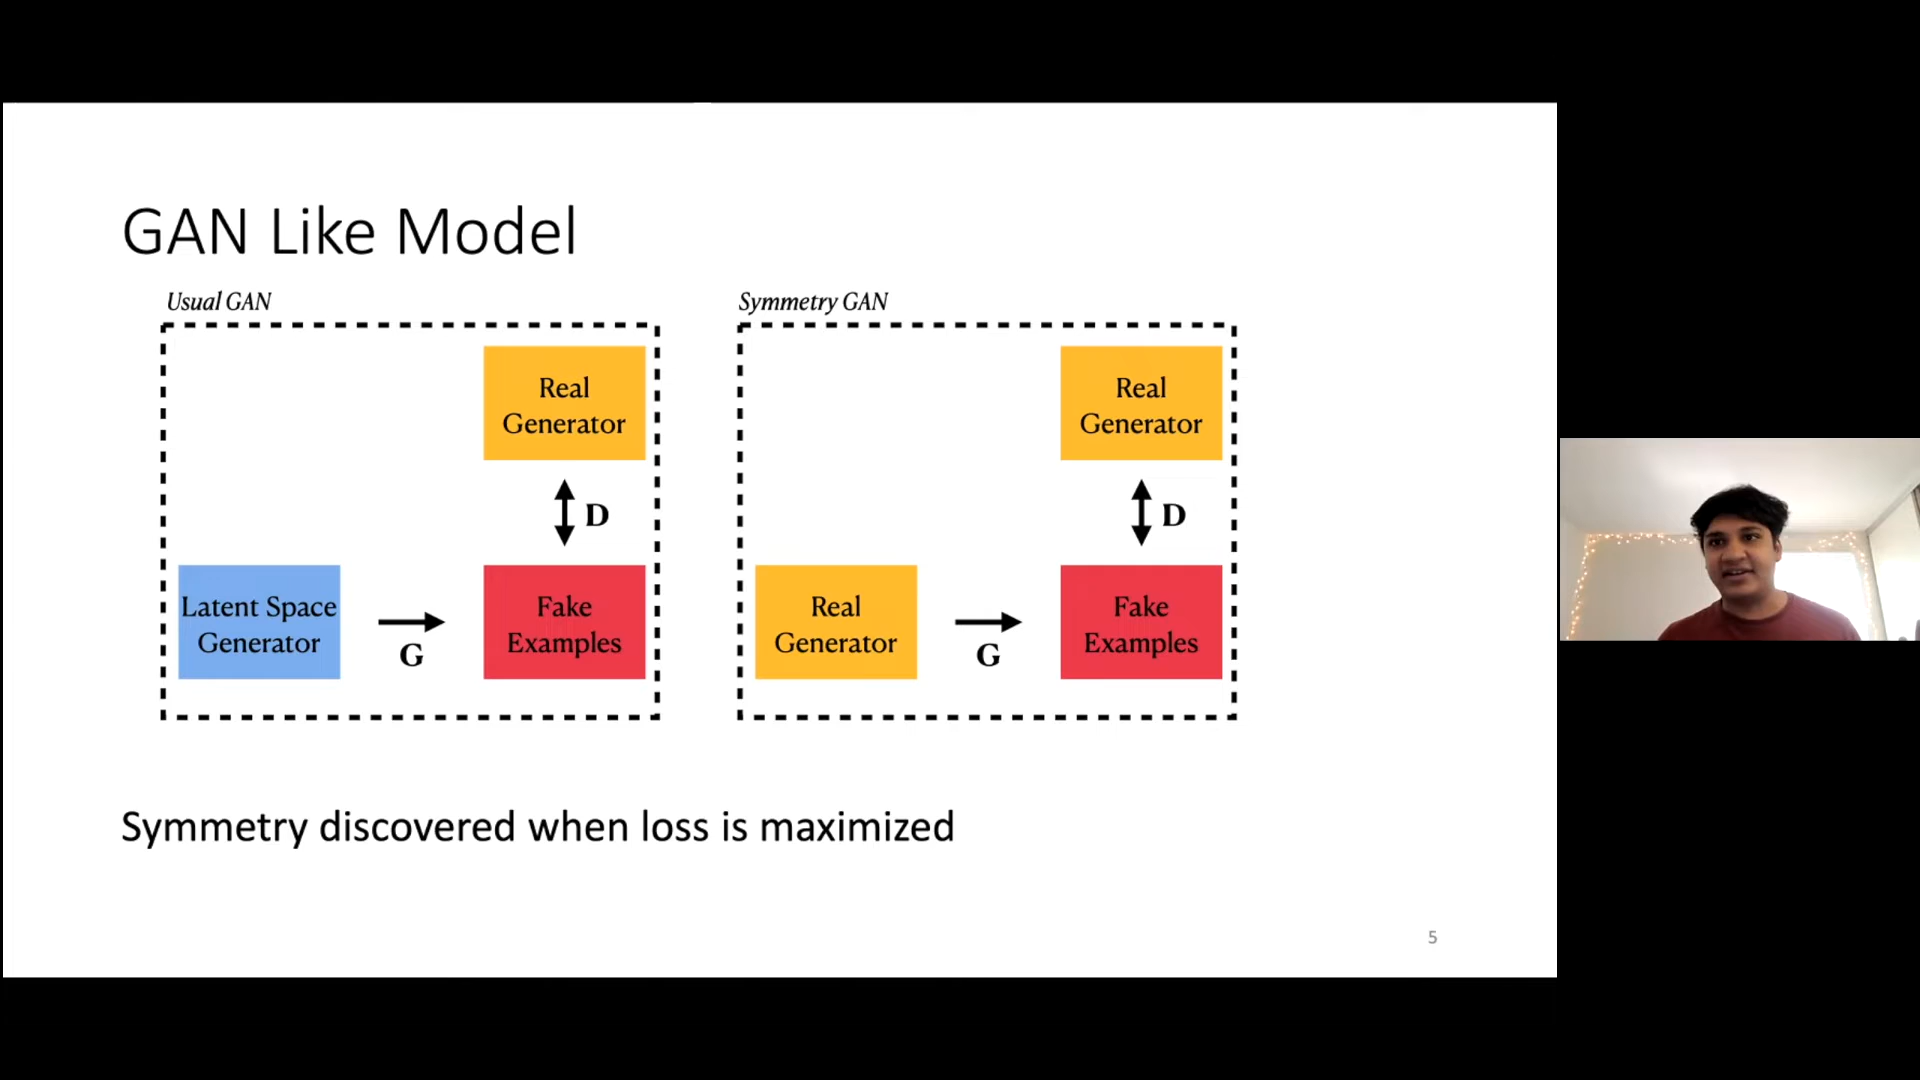 GAN Like Model
Usual GAN
Real
Generator
D
Latent Space
Generator
G
Fake
Examples
Symmetry GAN
Real
Generator
D
Real
Generator
G
Fake
Examples
Symmetry discovered when loss is maximized
5